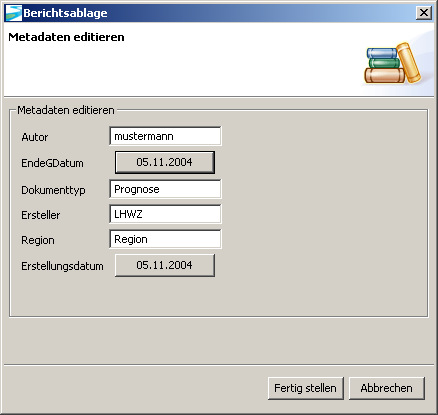 Berichtsablage
Metadaten editieren
Metadaten editieren
Autor mustermann
EndeGDatum 05.11.2004
Dokumenttyp Prognose
Ersteller LHWZ
Region Region
Erstellungsdatum 05.11.2004
Fertig stellen Abbrechen